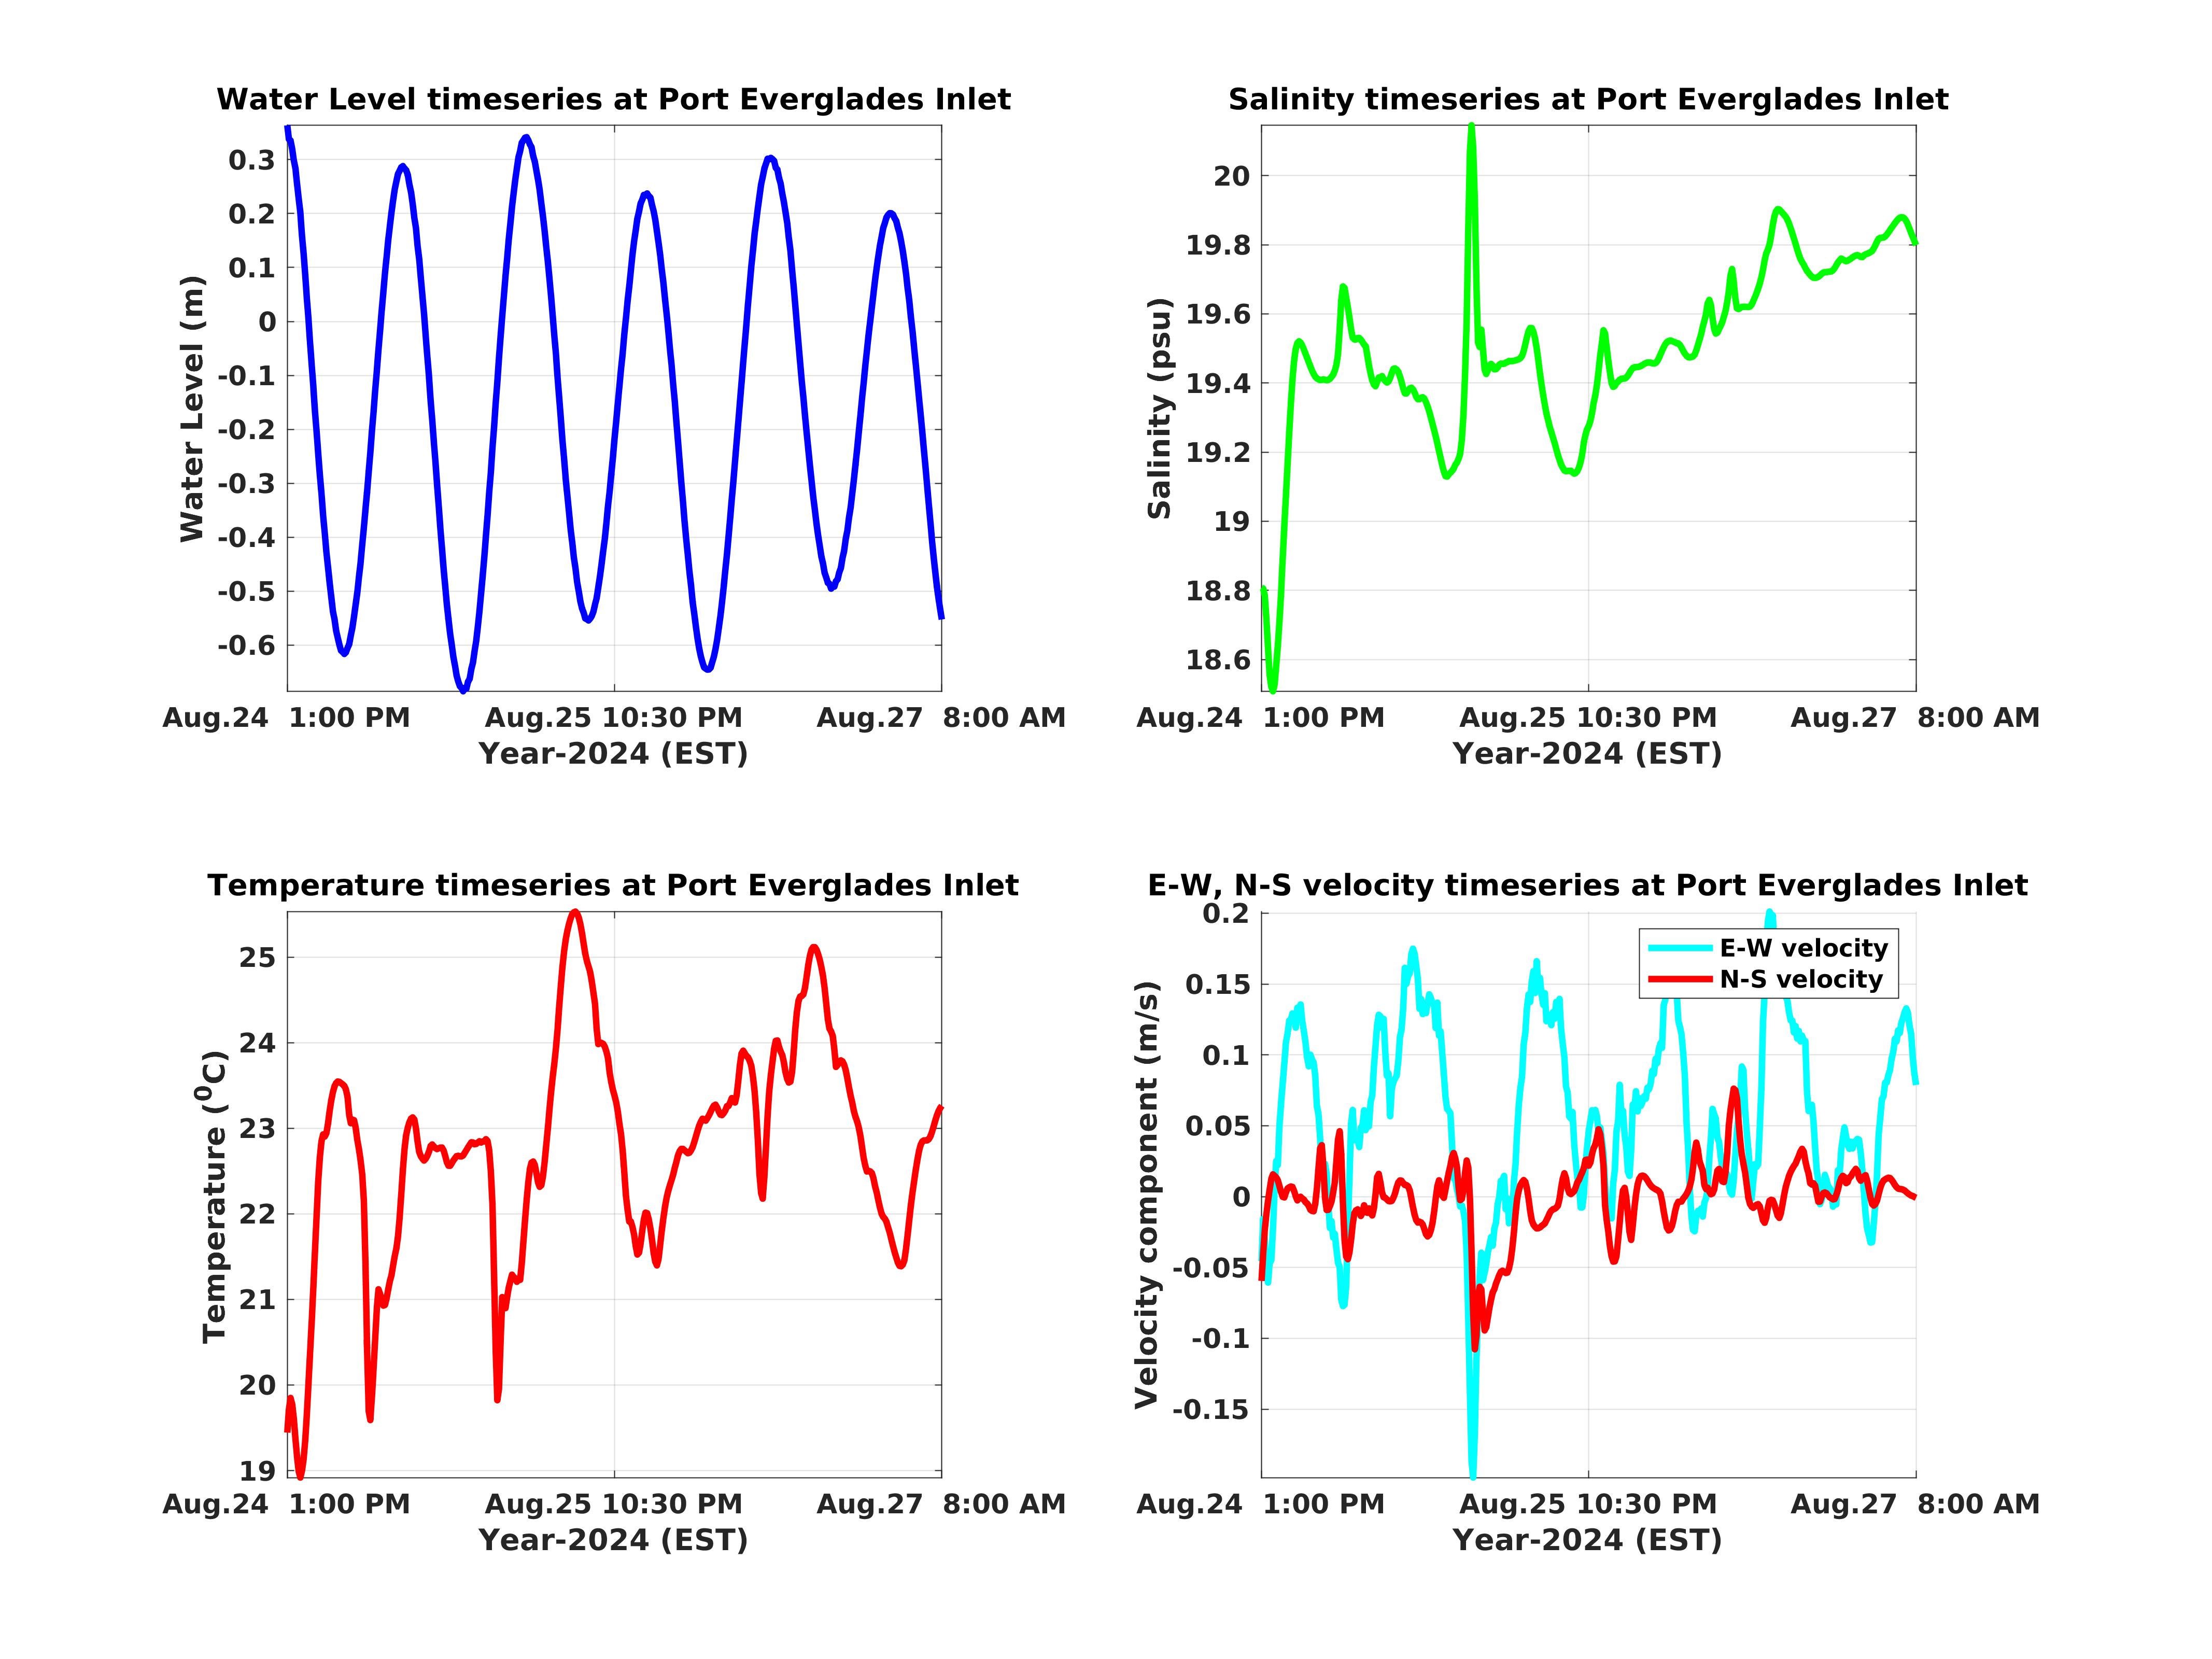 Water Level timeseries at Port Everglades Inlet
Water Level (m)
0.3
0.2
0.1
0
-0.1
-0.2
-0.3
-0.4
-0.5
-0.6
Aug.24 1:00 PM
Aug.25 10:30 PM
Aug.27 8:00 AM
Year-2024 (EST)
Salinity timeseries at Port Everglades Inlet
Salinity (psu)
20
19.8
19.6
19.4
19.2
19
18.8
18.6
Aug.24 1:00 PM
Aug.25 10:30 PM
Aug.27 8:00 AM
Year-2024 (EST)
Temperature timeseries at Port Everglades Inlet
Temperature (⁰C)
25
24
23
22
21
20
19
Aug.24 1:00 PM
Aug.25 10:30 PM
Aug.27 8:00 AM
Year-2024 (EST)
E-W, N-S velocity timeseries at Port Everglades Inlet
Velocity component (m/s)
0.2
0.15
0.1
0.05
0
-0.05
-0.1
-0.15
E-W velocity
N-S velocity
Aug.24 1:00 PM
Aug.25 10:30 PM
Aug.27 8:00 AM
Year-2024 (EST)